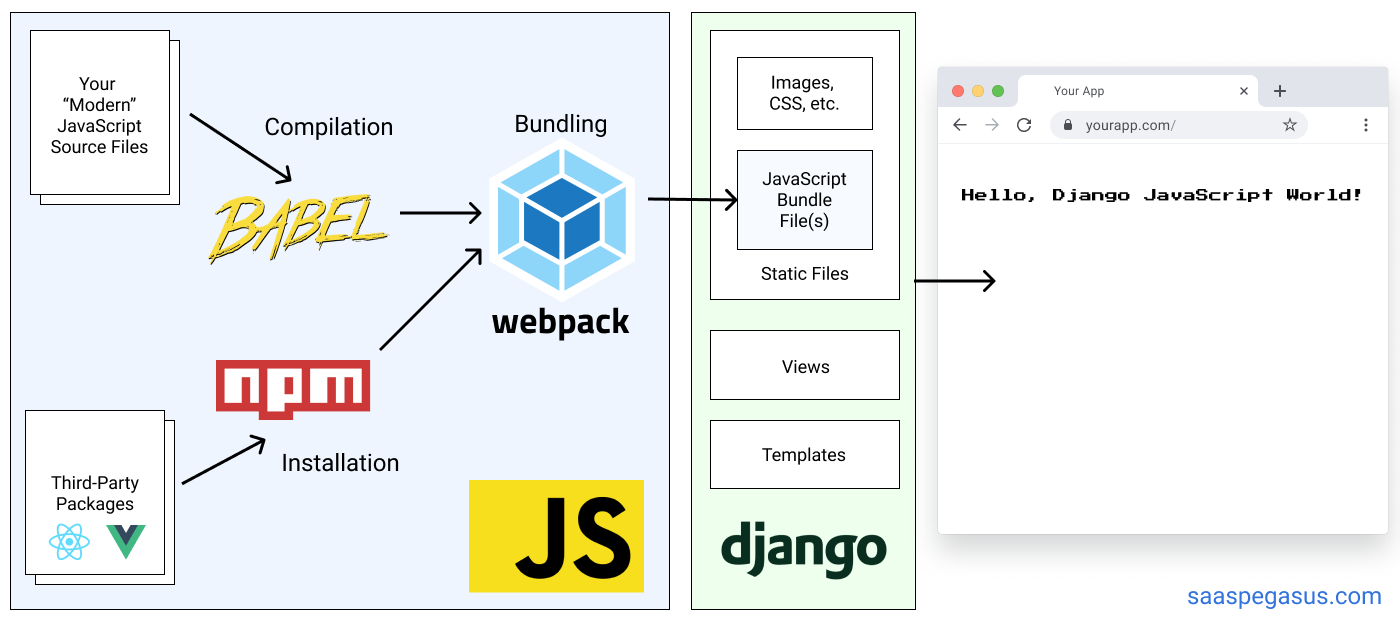 Your
“Modern”
JavaScript
Source Files
Compilation
BABEL
Bundling
webpack
npm
Installation
Third-Party
Packages
JS
Images,
CSS, etc.
JavaScript
Bundle
File(s)
Static Files
Views
Templates
django
Your App
yourapp.com/
Hello, Django JavaScript World!
saaspegasus.com